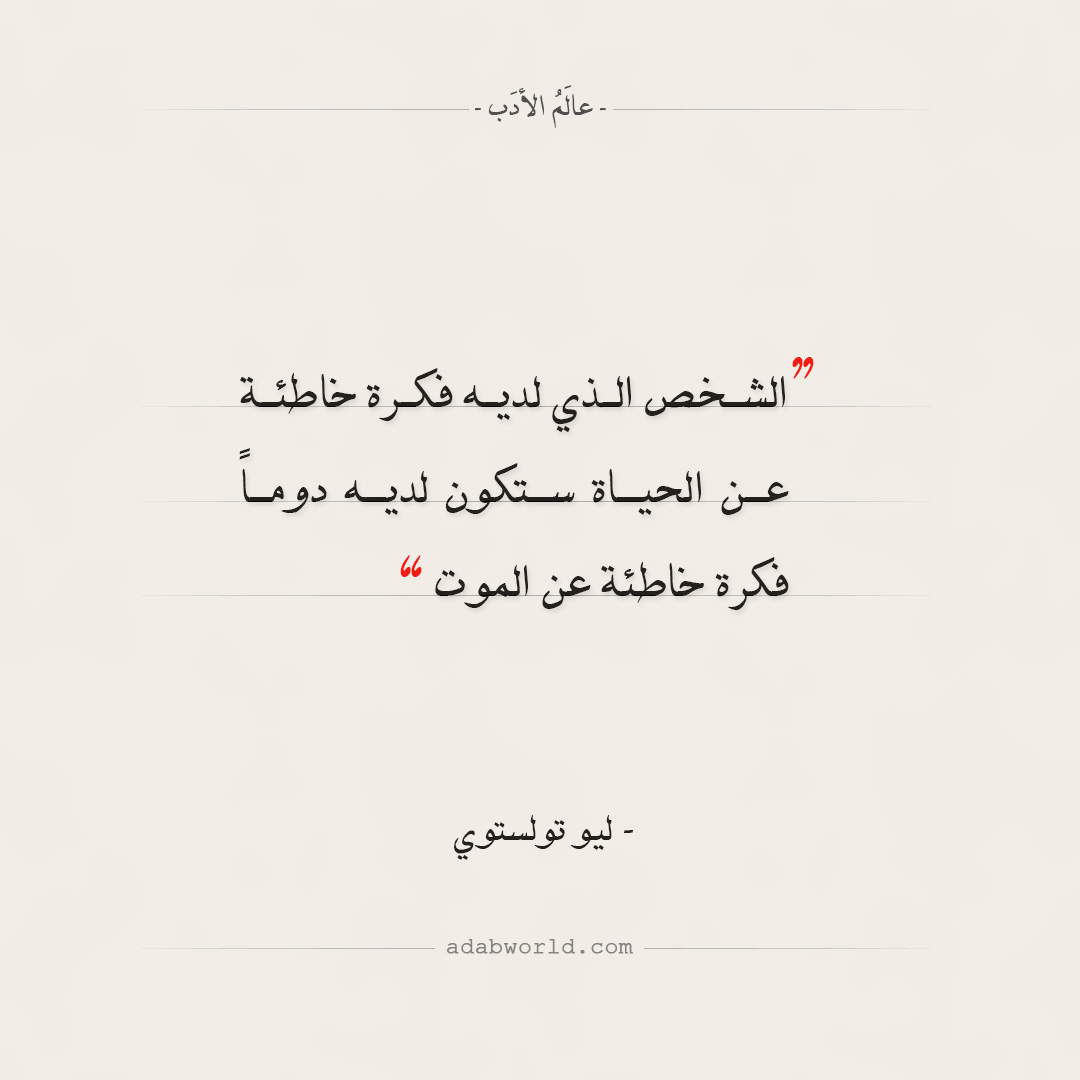 - عالَمُ الأدَب -
”الشخص الذي لديه فكرة خاطئة
عن الحياة ستكون لديه دوماً
فكرة خاطئة عن الموت “
- ليو تولستوي
adabworld.com